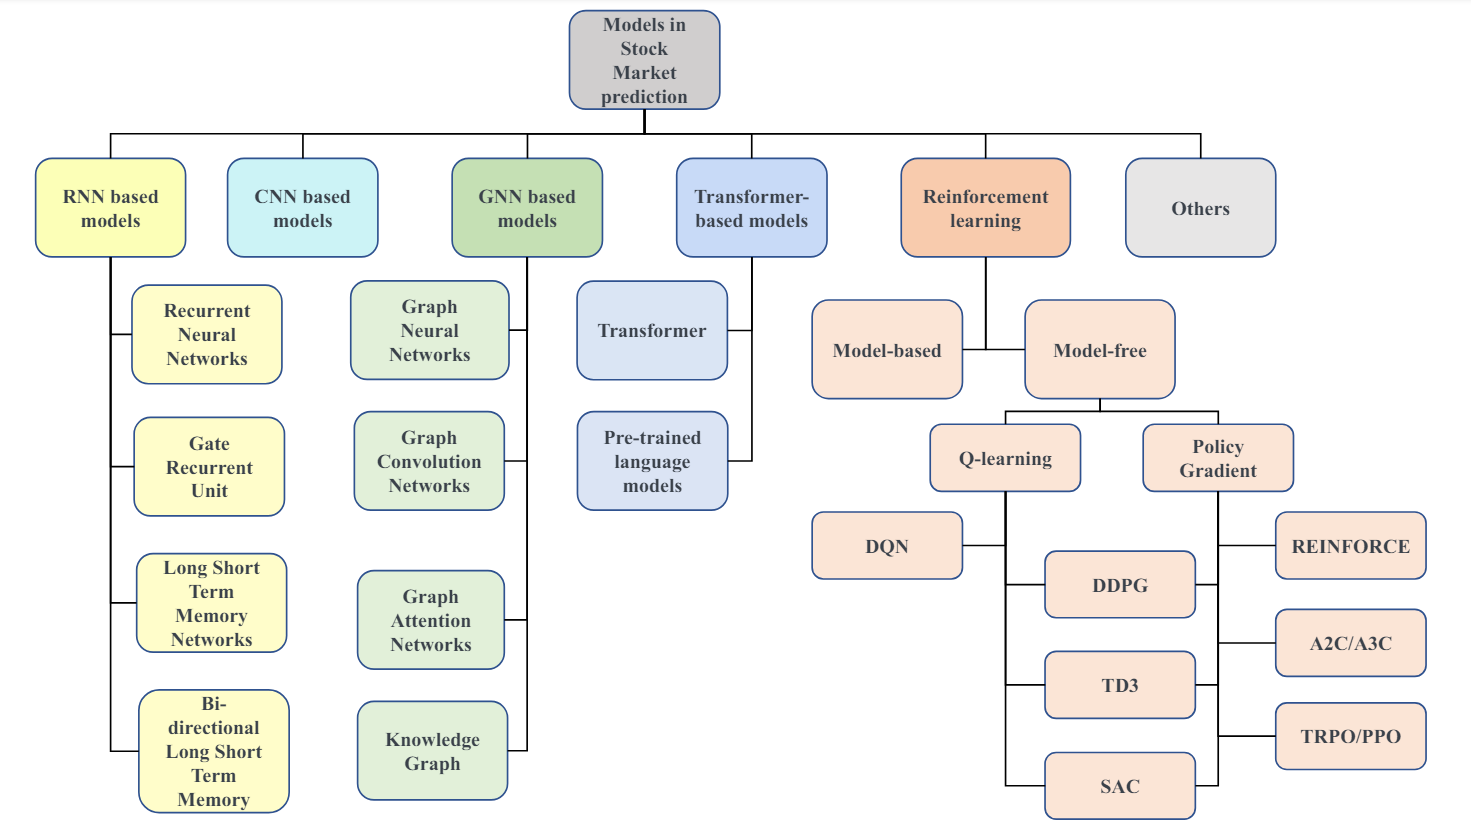 Models in
Stock
Market
prediction
RNN based
models
CNN based
models
GNN based
models
Transformer-
based models
Reinforcement
learning
Others
Recurrent
Neural
Networks
Gate
Recurrent
Unit
Long Short
Term
Memory
Networks
Bi-
directional
Long Short
Term
Memory
Graph
Neural
Networks
Graph
Convolution
Networks
Graph
Attention
Networks
Knowledge
Graph
Transformer
Pre-trained
language
models
Model-based
Model-free
Q-learning
Policy
Gradient
DQN
DDPG
TD3
SAC
REINFORCE
A2C/A3C
TRPO/PPO